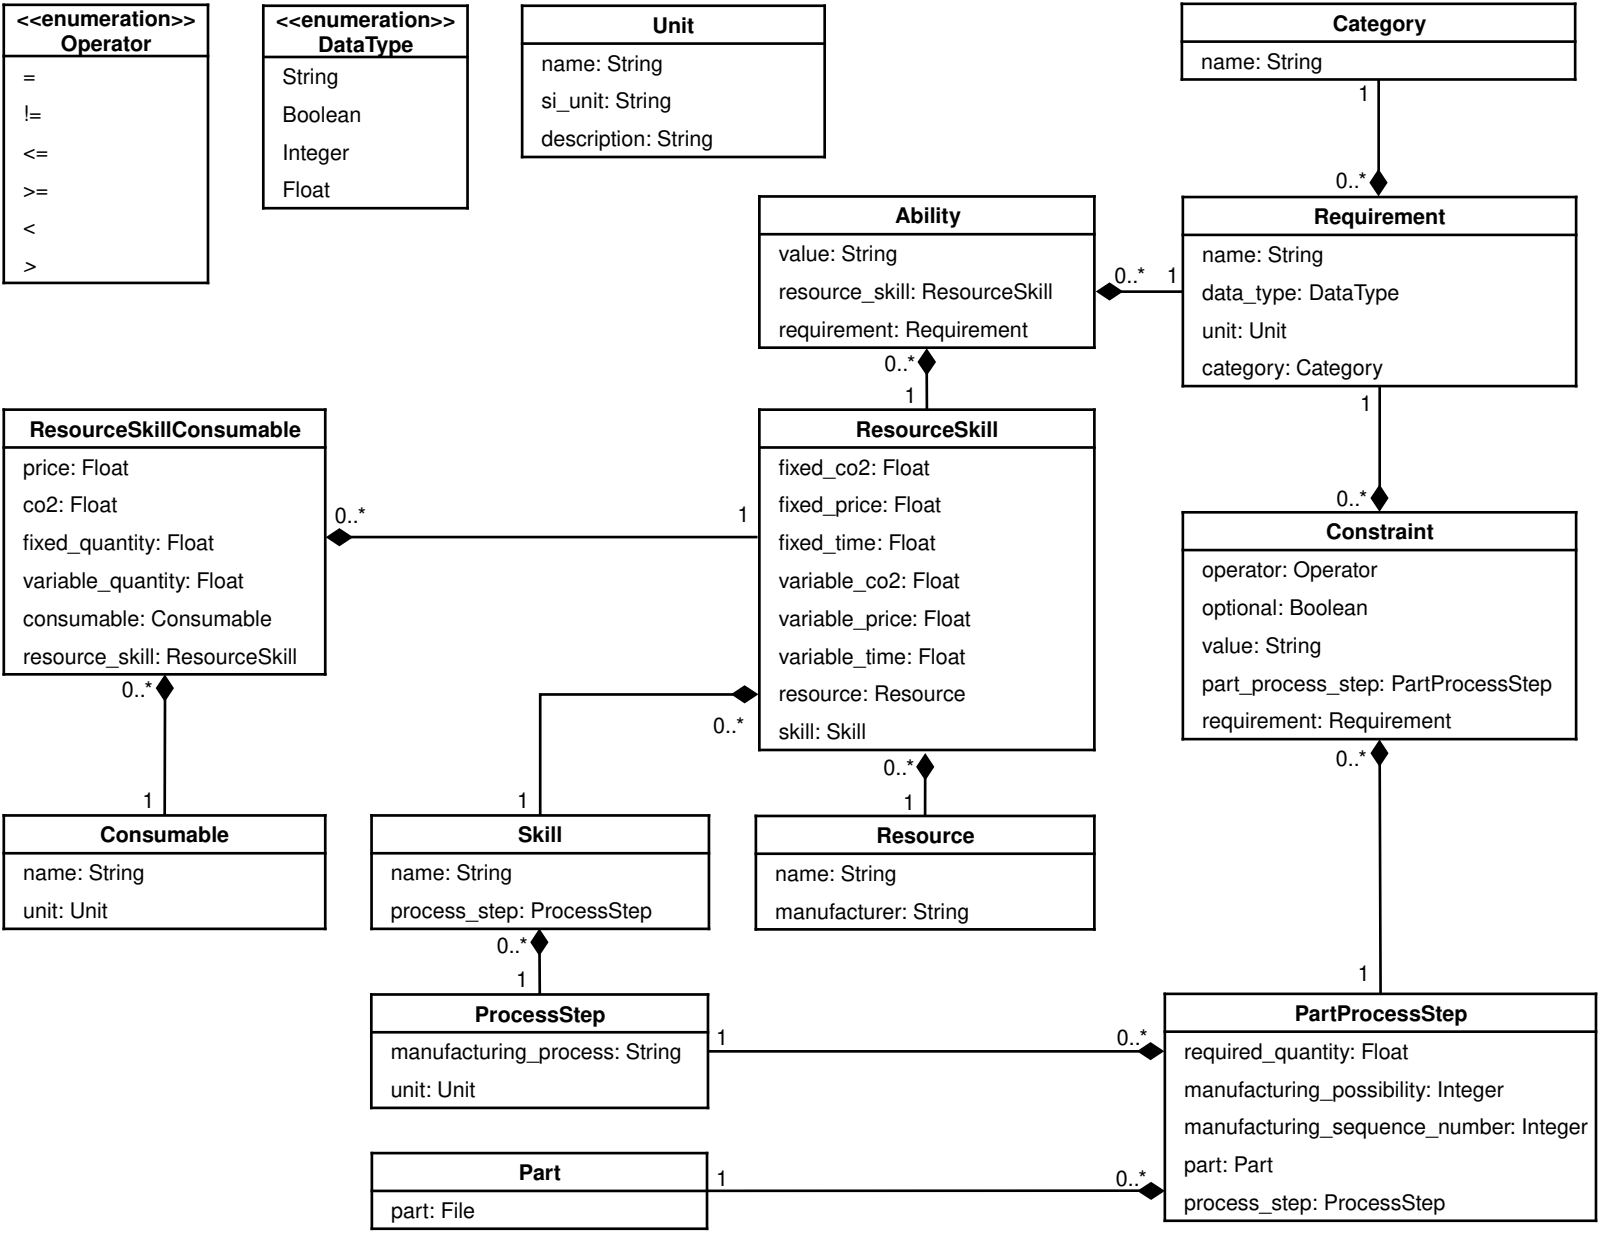 <<enumeration>>
Operator
=
!=
<=
>=
<
>
<<enumeration>>
DataType
String
Boolean
Integer
Float
Unit
name: String
si_unit: String
description: String
Category
name: String
1
0..*
Requirement
name: String
data_type: DataType
unit: Unit
category: Category
Ability
value: String
resource_skill: ResourceSkill
requirement: Requirement
0..* 1
0..*
1
1
0..*
ResourceSkillConsumable
price: Float
co2: Float
fixed_quantity: Float
variable_quantity: Float
consumable: Consumable
resource_skill: ResourceSkill
0..*
1
ResourceSkill
fixed_co2: Float
fixed_price: Float
fixed_time: Float
variable_co2: Float
variable_price: Float
variable_time: Float
resource: Resource
skill: Skill
Constraint
operator: Operator
optional: Boolean
value: String
part_process_step: PartProcessStep
requirement: Requirement
0..*
1
0..*
1
0..*
1
0..*
1
Consumable
name: String
unit: Unit
Skill
name: String
process_step: ProcessStep
Resource
name: String
manufacturer: String
0..*
1
ProcessStep
manufacturing_process: String
unit: Unit
1
0..*
PartProcessStep
required_quantity: Float
manufacturing_possibility: Integer
manufacturing_sequence_number: Integer
part: Part
process_step: ProcessStep
Part
part: File
1
0..*